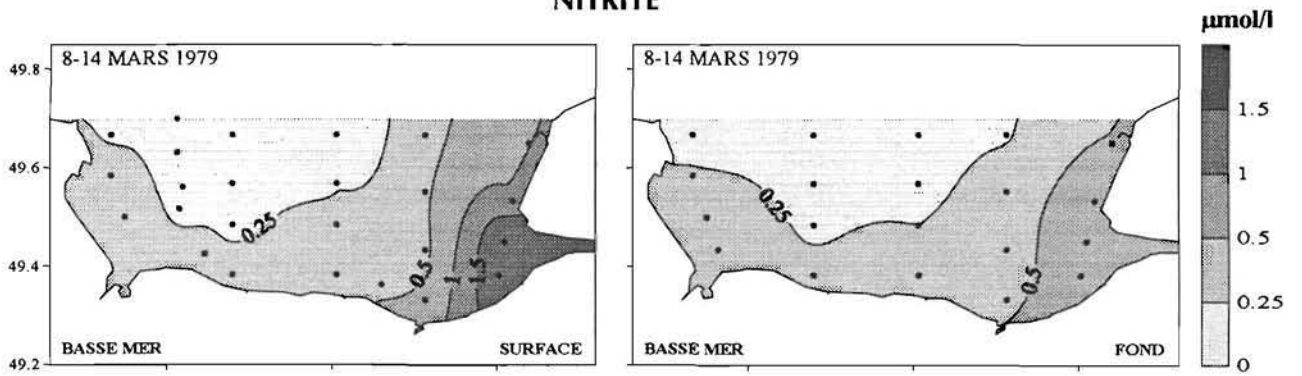 NITRITE
µmol/l
8-14 MARS 1979
49.8
49.6
49.4
49.2
0.25
0.5
1
1.5
BASSE MER
SURFACE
8-14 MARS 1979
0.25
0.5
BASSE MER
FOND
1.5
1
0.5
0.25
0